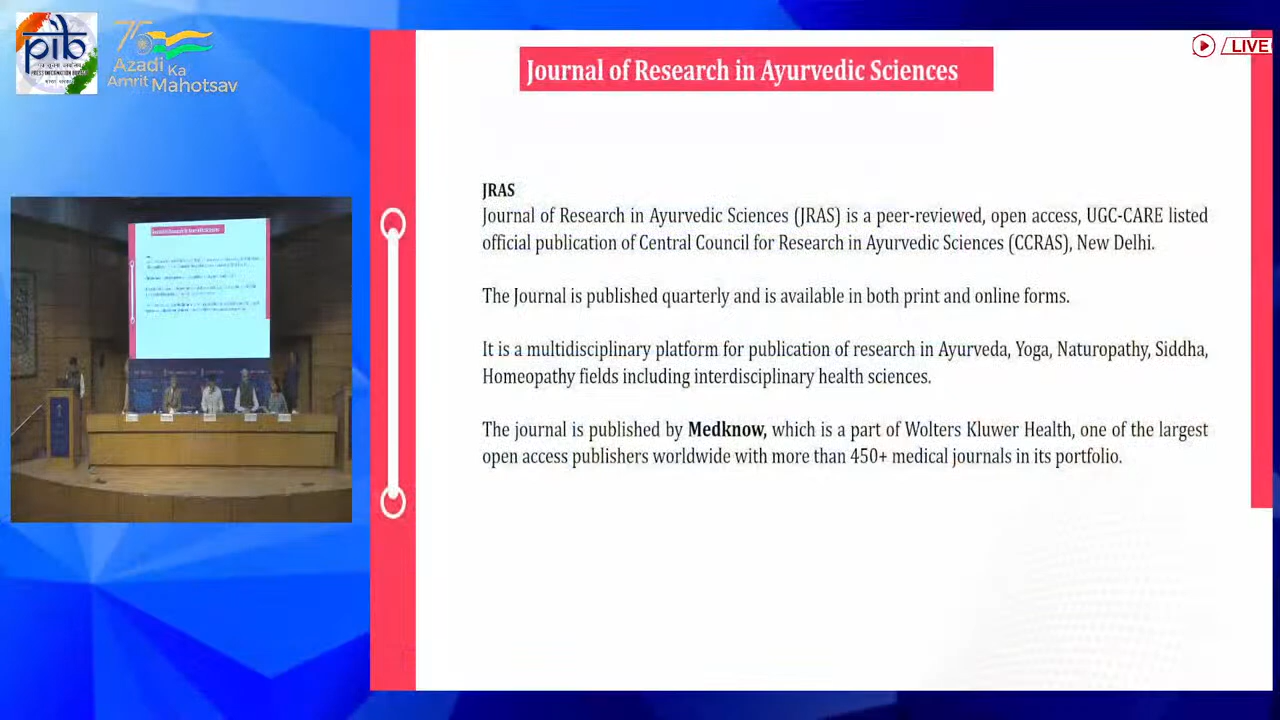 pib
PRESS INFORMATION BUREAU
75
Azadi Ka
Amrit Mahotsav
LIVE
Journal of Research in Ayurvedic Sciences
JRAS
Journal of Research in Ayurvedic Sciences (JRAS) is a peer-reviewed, open access, UGC-CARE listed
official publication of Central Council for Research in Ayurvedic Sciences (CCRAS), New Delhi.
The Journal is published quarterly and is available in both print and online forms.
It is a multidisciplinary platform for publication of research in Ayurveda, Yoga, Naturopathy, Siddha,
Homeopathy fields including interdisciplinary health sciences.
The journal is published by Medknow, which is a part of Wolters Kluwer Health, one of the largest
open access publishers worldwide with more than 450+ medical journals in its portfolio.